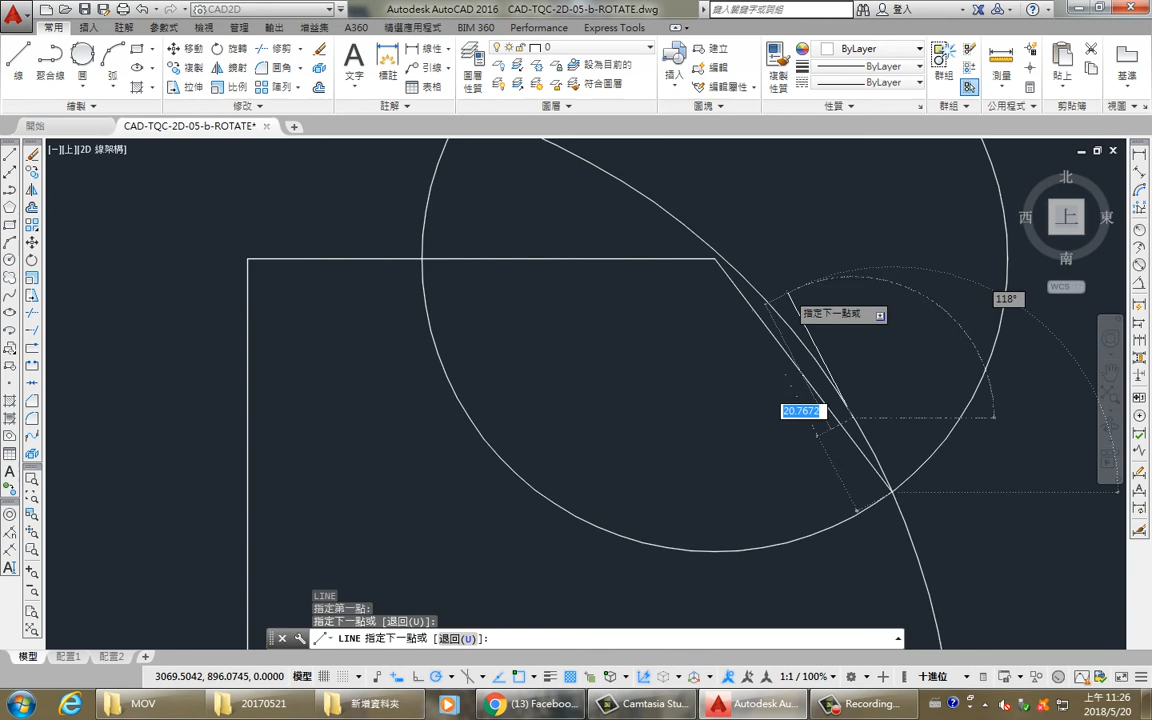 CAD2D
Autodesk AutoCAD 2016 CAD-TQC-2D-05-b-ROTATE.dwg
鍵入關鍵字或詞組
登入
常用 插入 註解 參數式 檢視 管理 輸出 增益集 A360 精選應用程式 BIM 360 Performance Express Tools
線 聚合線 圓 弧
移動 旋轉 修剪
複製 鏡射 圓角
拉伸 比例 陣列
文字 標註
線性
引線
表格
圖層性質
0
設為目前的
符合圖層
插入
建立
編輯
編輯屬性
複製性質
ByLayer
ByLayer
ByLayer
群組
測量
貼上
基準
繪製 修改 註解 圖層 圖塊 性質 群組 公用程式 剪貼簿 視圖
開始 CAD-TQC-2D-05-b-ROTATE*
[−][上][2D 線架構]
北
西 上 東
南
WCS
118°
指定下一點或
20.7672
LINE
指定第一點:
指定下一點或 [退回(U)]:
LINE 指定下一點或 [退回(U)]:
模型 配置1 配置2
3069.5042, 896.0745, 0.0000 模型 1:1 / 100% 十進位
MOV 20170521 新增資料夾 (13) Faceboo... Camtasia Stu... Autodesk Au... Recording...
上午 11:26
2018/5/20